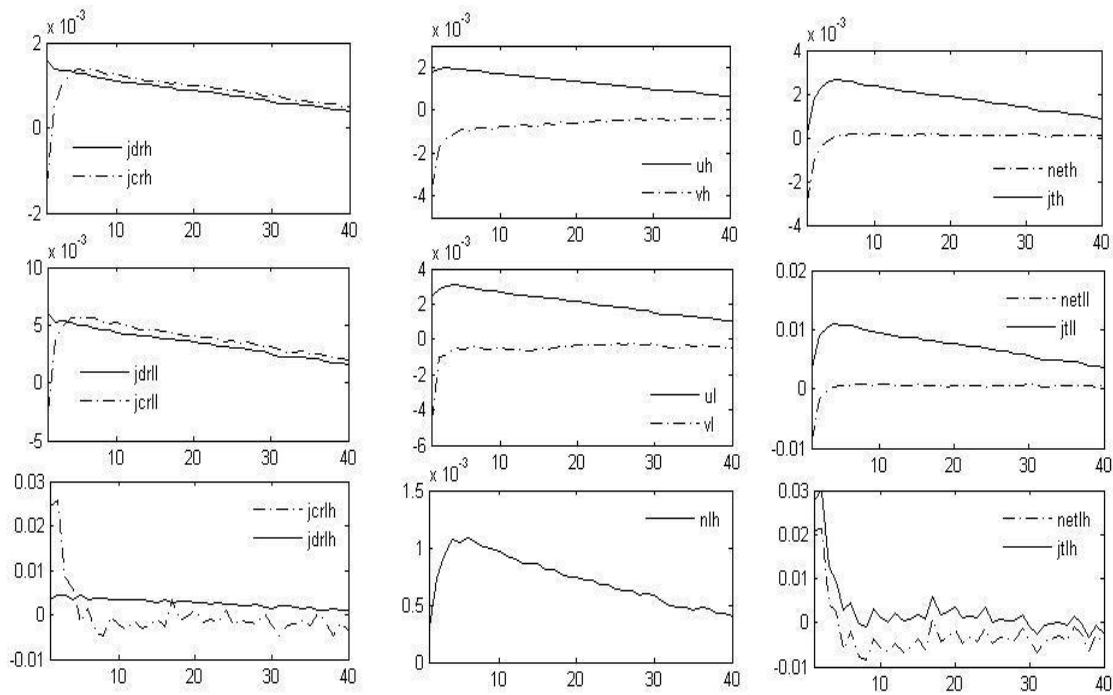 x 10⁻³
2
0
-2
10 20 30 40
jdrh
jcrh
x 10⁻³
2
0
-2
-4
10 20 30 40
uh
vh
x 10⁻³
4
2
0
-2
-4
10 20 30 40
neth
jth
x 10⁻³
10
5
0
-5
10 20 30 40
jdrll
jcrll
x 10⁻³
4
2
0
-2
-4
-6
10 20 30 40
ul
vl
0.02
0.01
0
-0.01
10 20 30 40
netll
jtll
0.03
0.02
0.01
0
-0.01
10 20 30 40
jcrlh
jdrlh
x 10⁻³
1.5
1
0.5
0
10 20 30 40
nlh
0.03
0.02
0.01
0
-0.01
10 20 30 40
netlh
jtlh